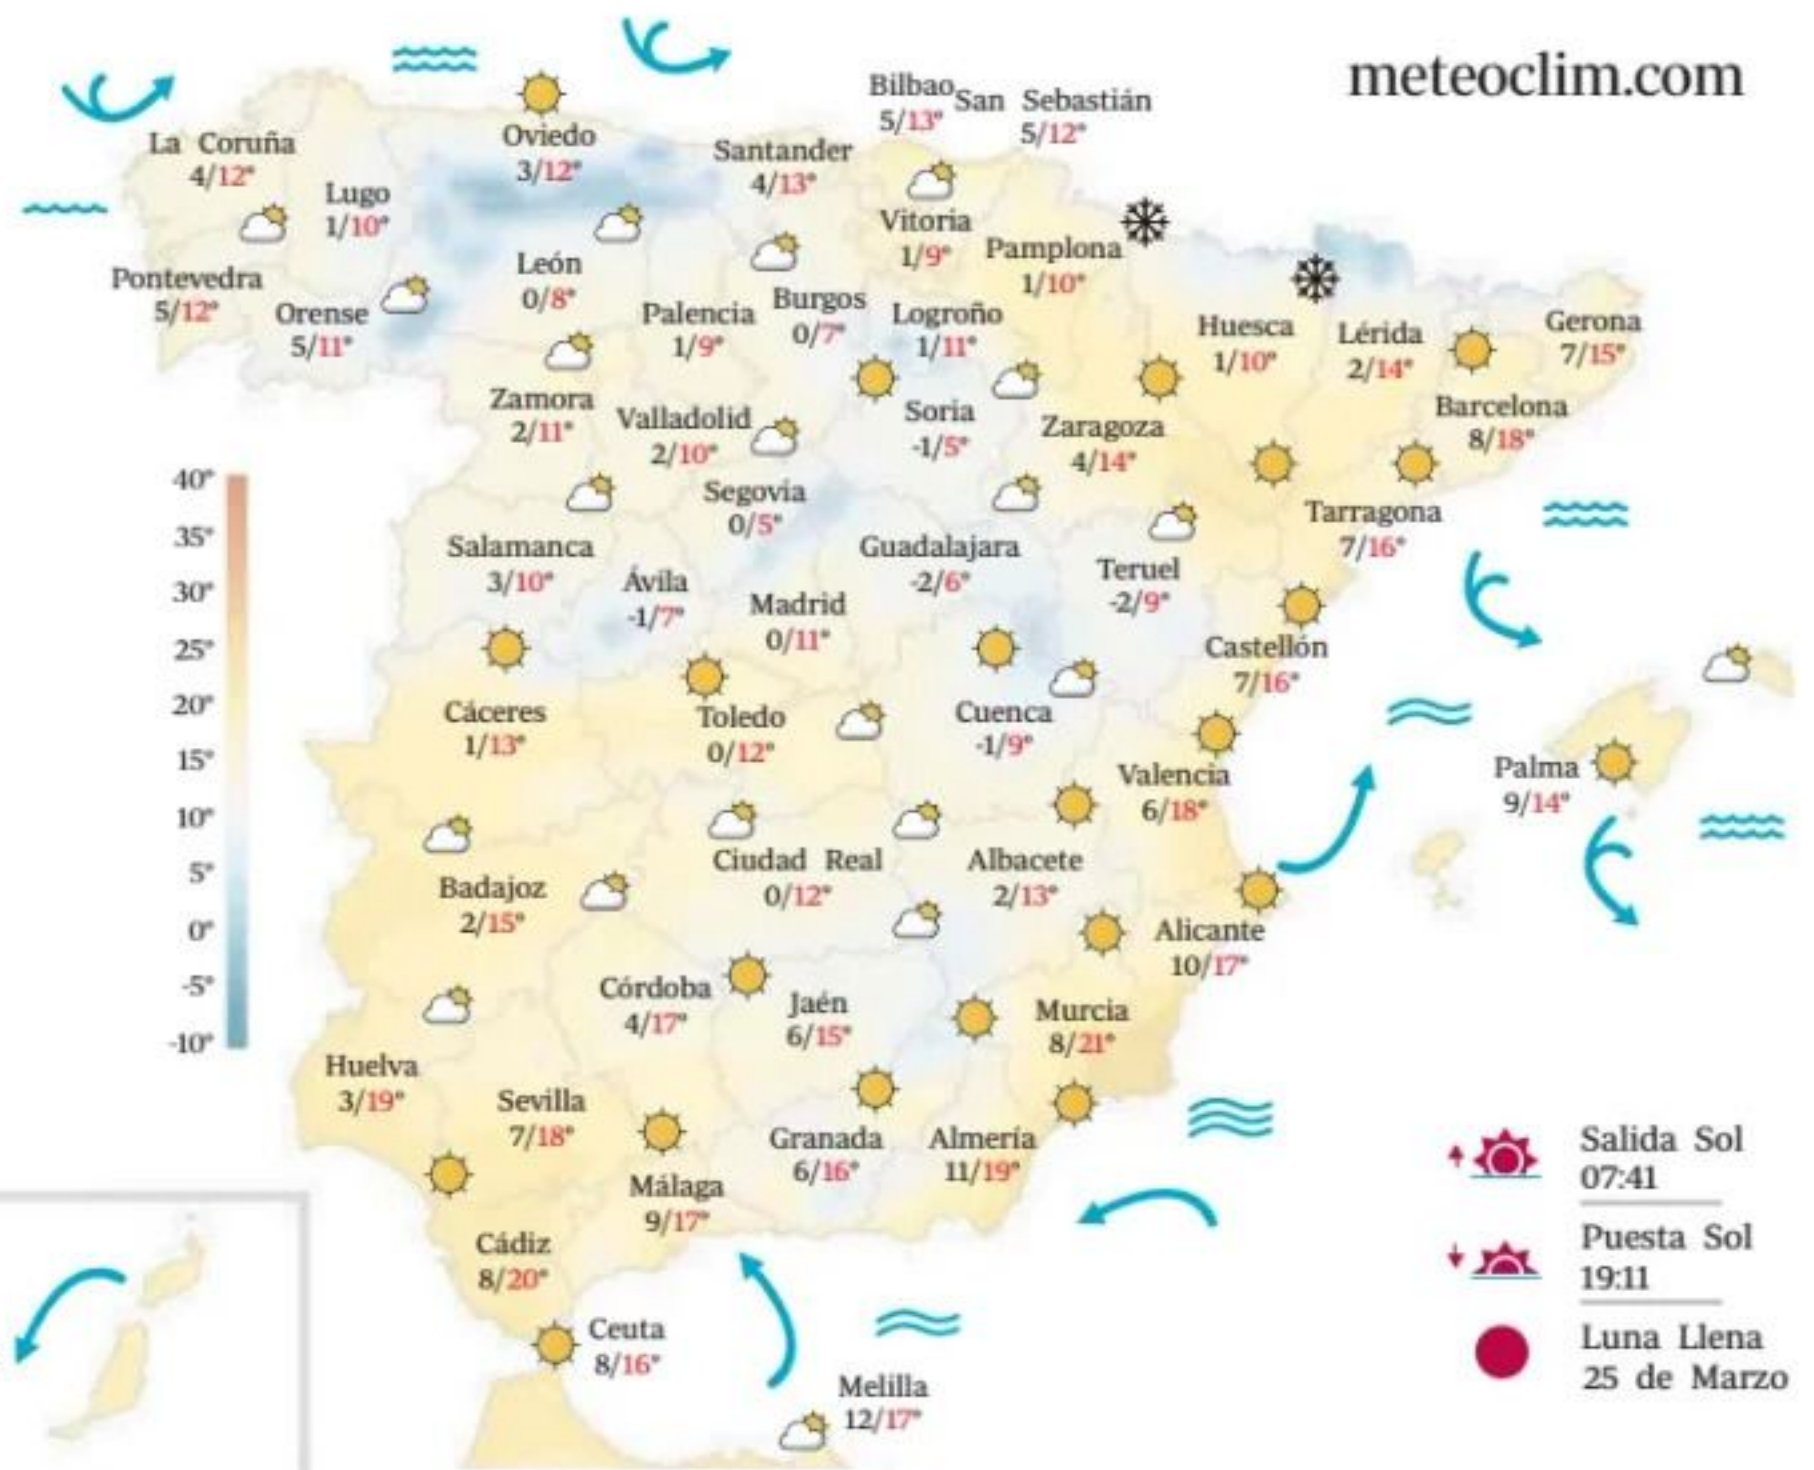 meteoclim.com
Bilbao
5/13°
San Sebastián
5/12°
La Coruña
4/12°
Oviedo
3/12°
Santander
4/13°
Lugo
1/10°
Vitoria
1/9°
Pamplona
1/10°
Pontevedra
5/12°
Orense
5/11°
León
0/8°
Palencia
1/9°
Burgos
0/7°
Logroño
1/11°
Huesca
1/10°
Lérida
2/14°
Gerona
7/15°
Zamora
2/11°
Valladolid
2/10°
Soria
-1/5°
Zaragoza
4/14°
Barcelona
8/18°
Segovia
0/5°
Tarragona
7/16°
Salamanca
3/10°
Ávila
-1/7°
Guadalajara
-2/6°
Teruel
-2/9°
Madrid
0/11°
Castellón
7/16°
Cáceres
1/13°
Toledo
0/12°
Cuenca
-1/9°
Valencia
6/18°
Palma
9/14°
Badajoz
2/15°
Ciudad Real
0/12°
Albacete
2/13°
Alicante
10/17°
Córdoba
4/17°
Jaén
6/15°
Murcia
8/21°
Huelva
3/19°
Sevilla
7/18°
Granada
6/16°
Almería
11/19°
Málaga
9/17°
Cádiz
8/20°
Ceuta
8/16°
Melilla
12/17°
40°
35°
30°
25°
20°
15°
10°
5°
0°
-5°
-10°
Salida Sol
07:41
Puesta Sol
19:11
Luna Llena
25 de Marzo